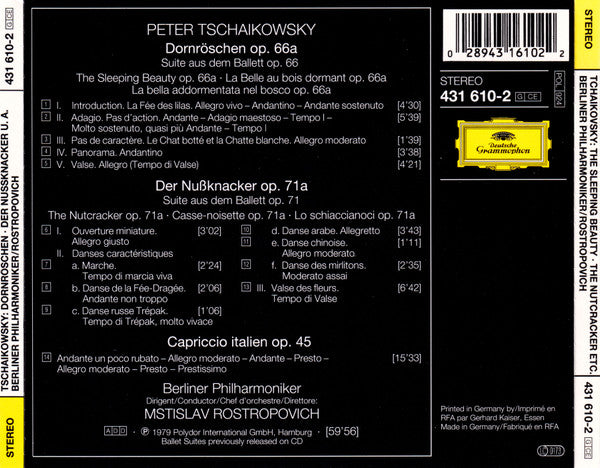 STEREO
431 610-2
GCE
TSCHAIKOWSKY: DORNRÖSCHEN · DER NUSSKNACKER U. A.
BERLINER PHILHARMONIKER/ROSTROPOVICH
PETER TSCHAIKOWSKY
Dornröschen op. 66a
Suite aus dem Ballett op. 66
The Sleeping Beauty op. 66a · La Belle au bois dormant op. 66a
La bella addormentata nel bosco op. 66a
1 I. Introduction. La Fée des lilas. Allegro vivo – Andantino – Andante sostenuto [4'30]
2 II. Adagio. Pas d'action. Andante – Adagio maestoso – Tempo I – [5'39]
Molto sostenuto, quasi più Andante – Tempo I
3 III. Pas de caractère. Le Chat botté et la Chatte blanche. Allegro moderato [1'39]
4 IV. Panorama. Andantino [3'38]
5 V. Valse. Allegro (Tempo di Valse) [4'21]
Der Nußknacker op. 71a
Suite aus dem Ballett op. 71
The Nutcracker op. 71a · Casse-noisette op. 71a · Lo schiaccianoci op. 71a
6 I. Ouverture miniature. [3'02]
Allegro giusto
II. Danses caractéristiques
7 a. Marche. [2'24]
Tempo di marcia viva
8 b. Danse de la Fée-Dragée. [2'06]
Andante non troppo
9 c. Danse russe Trépak. [1'06]
Tempo di Trépak, molto vivace
10 d. Danse arabe. Allegretto [3'43]
11 e. Danse chinoise. [1'11]
Allegro moderato
12 f. Danse des mirlitons. [2'35]
Moderato assai
13 III. Valse des fleurs. [6'42]
Tempo di Valse
Capriccio italien op. 45
14 Andante un poco rubato – Allegro moderato – Andante – Presto – [15'33]
Allegro moderato – Presto – Prestissimo
Berliner Philharmoniker
Dirigent/Conductor/Chef d'orchestre/Direttore:
MSTISLAV ROSTROPOVICH
ADD · ℗ 1979 Polydor International GmbH, Hamburg · [59'56]
Ballet Suites previously released on CD
0 28943 16102 2
STEREO
431 610-2 GCE
POL 924
Deutsche
Grammophon
Printed in Germany by/Imprimé en
RFA par Gerhard Kaiser, Essen
Made in Germany/Fabriqué en RFA
LC 0173
STEREO
TSCHAIKOWSKY: THE SLEEPING BEAUTY · THE NUTCRACKER ETC.
BERLINER PHILHARMONIKER/ROSTROPOVICH
431 610-2
GCE